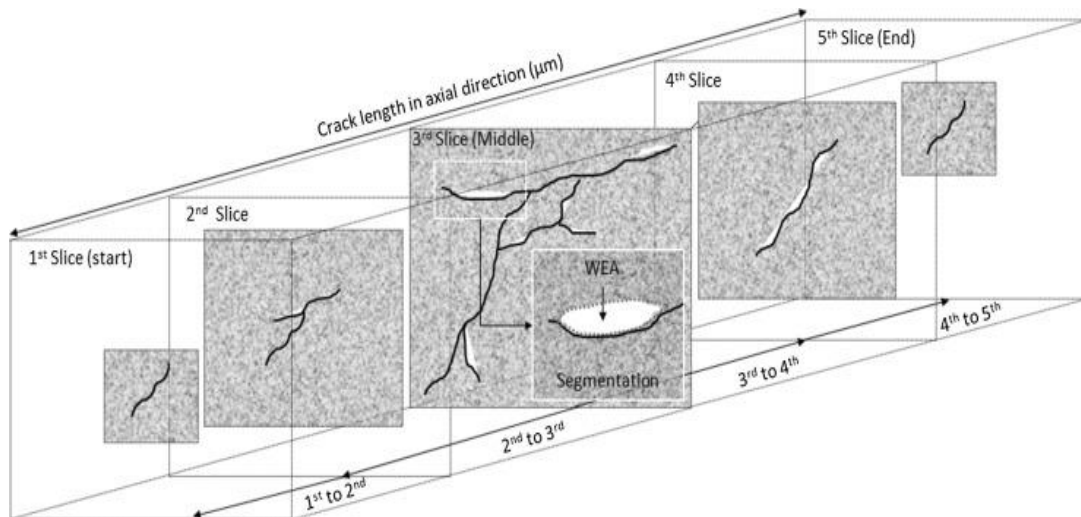 Crack length in axial direction (µm)
5th Slice (End)
4th Slice
3rd Slice (Middle)
2nd Slice
1st Slice (start)
WEA
Segmentation
1st to 2nd
2nd to 3rd
3rd to 4th
4th to 5th